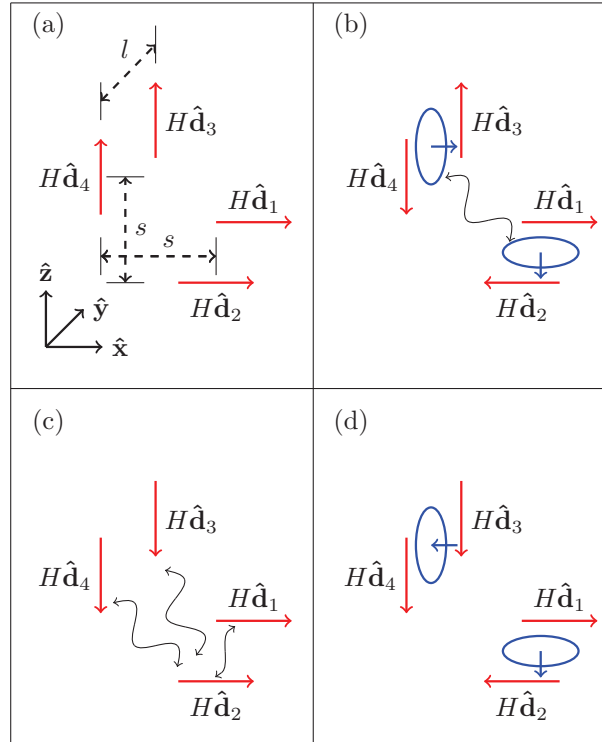 (a)
l
Hd̂₃
Hd̂₄
Hd̂₁
s
s
ẑ
Hd̂₂
ŷ
x̂
(b)
Hd̂₃
Hd̂₄
Hd̂₁
Hd̂₂
(c)
Hd̂₃
Hd̂₄
Hd̂₁
Hd̂₂
(d)
Hd̂₃
Hd̂₄
Hd̂₁
Hd̂₂